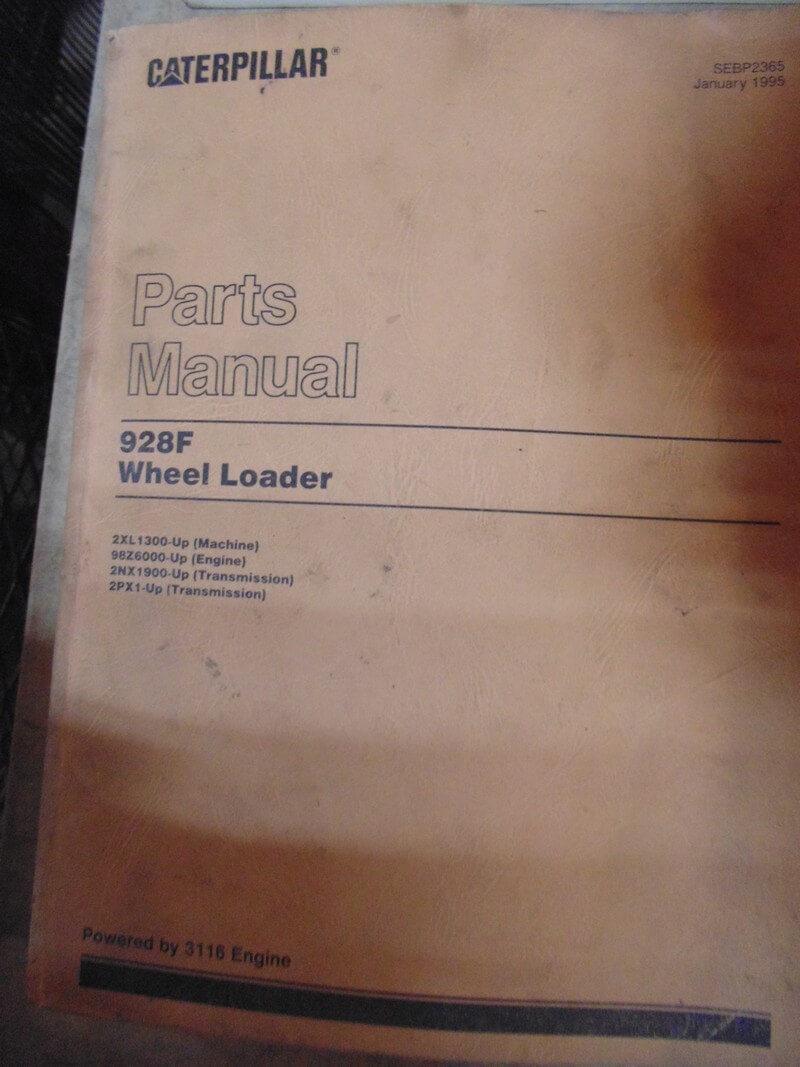 CATERPILLAR®
SEBP2365
January 1995
Parts
Manual
928F
Wheel Loader
2XL1300-Up (Machine)
98Z6000-Up (Engine)
2NX1900-Up (Transmission)
2PX1-Up (Transmission)
Powered by 3116 Engine